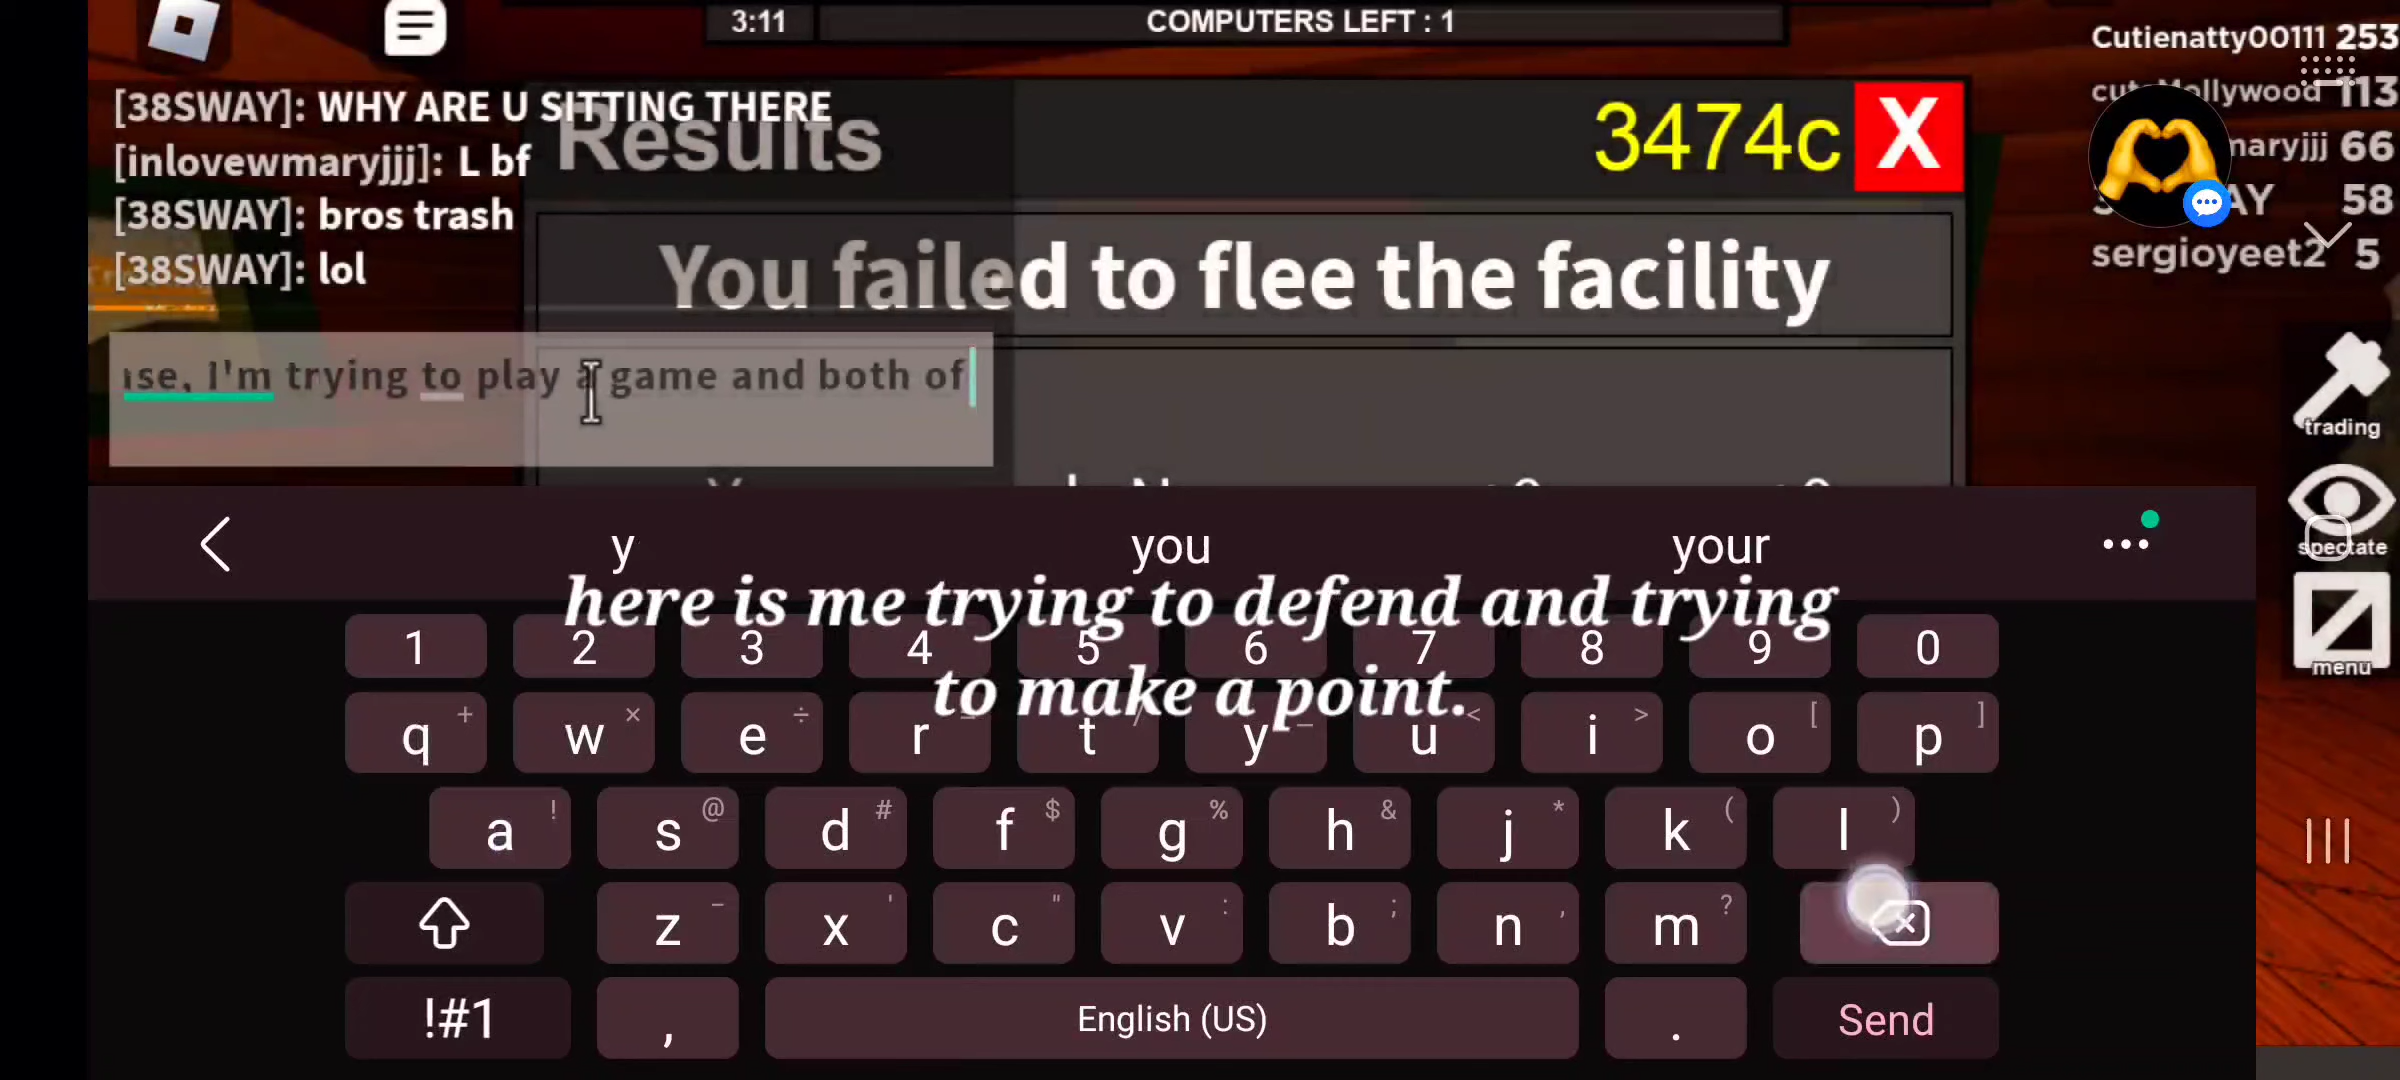 3:11
COMPUTERS LEFT : 1
Cutienatty00111 253
113
maryjjj 66
AY 58
sergioyeet2 5
[38SWAY]: WHY ARE U SITTING THERE
[inlovewmaryjjj]: L bf
[38SWAY]: bros trash
[38SWAY]: lol
Results
3474c
X
You failed to flee the facility
I'm trying to play a game and both of
trading
spectate
menu
y you your
here is me trying to defend and trying
to make a point.
1 2 3 4 5 6 7 8 9 0
q + w × e ÷ r t / y _ u < i > o [ p ]
a ! s @ d # f $ g % h & j * k ( l )
z - x ' c " v : b ; n , m ?
!#1 , English (US) . Send